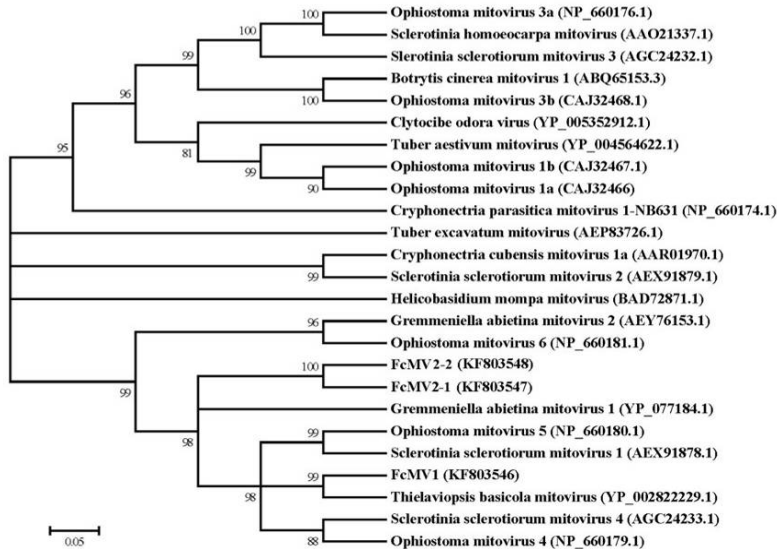 Ophiostoma mitovirus 3a (NP_660176.1)
100
Sclerotinia homoeocarpa mitovirus (AAO21337.1)
100
Slerotinia sclerotiorum mitovirus 3 (AGC24232.1)
99
Botrytis cinerea mitovirus 1 (ABQ65153.3)
100
Ophiostoma mitovirus 3b (CAJ32468.1)
96
Clytocibe odora virus (YP_005352912.1)
81
Tuber aestivum mitovirus (YP_004564622.1)
95
Ophiostoma mitovirus 1b (CAJ32467.1)
99
Ophiostoma mitovirus 1a (CAJ32466)
90
Cryphonectria parasitica mitovirus 1-NB631 (NP_660174.1)
Tuber excavatum mitovirus (AEP83726.1)
Cryphonectria cubensis mitovirus 1a (AAR01970.1)
99
Sclerotinia sclerotiorum mitovirus 2 (AEX91879.1)
Helicobasidium mompa mitovirus (BAD72871.1)
Gremmeniella abietina mitovirus 2 (AEY76153.1)
96
Ophiostoma mitovirus 6 (NP_660181.1)
99
FcMV2-2 (KF803548)
100
FcMV2-1 (KF803547)
Gremmeniella abietina mitovirus 1 (YP_077184.1)
98
Ophiostoma mitovirus 5 (NP_660180.1)
99
Sclerotinia sclerotiorum mitovirus 1 (AEX91878.1)
FcMV1 (KF803546)
99
Thielaviopsis basicola mitovirus (YP_002822229.1)
98
Sclerotinia sclerotiorum mitovirus 4 (AGC24233.1)
88
Ophiostoma mitovirus 4 (NP_660179.1)
0.05